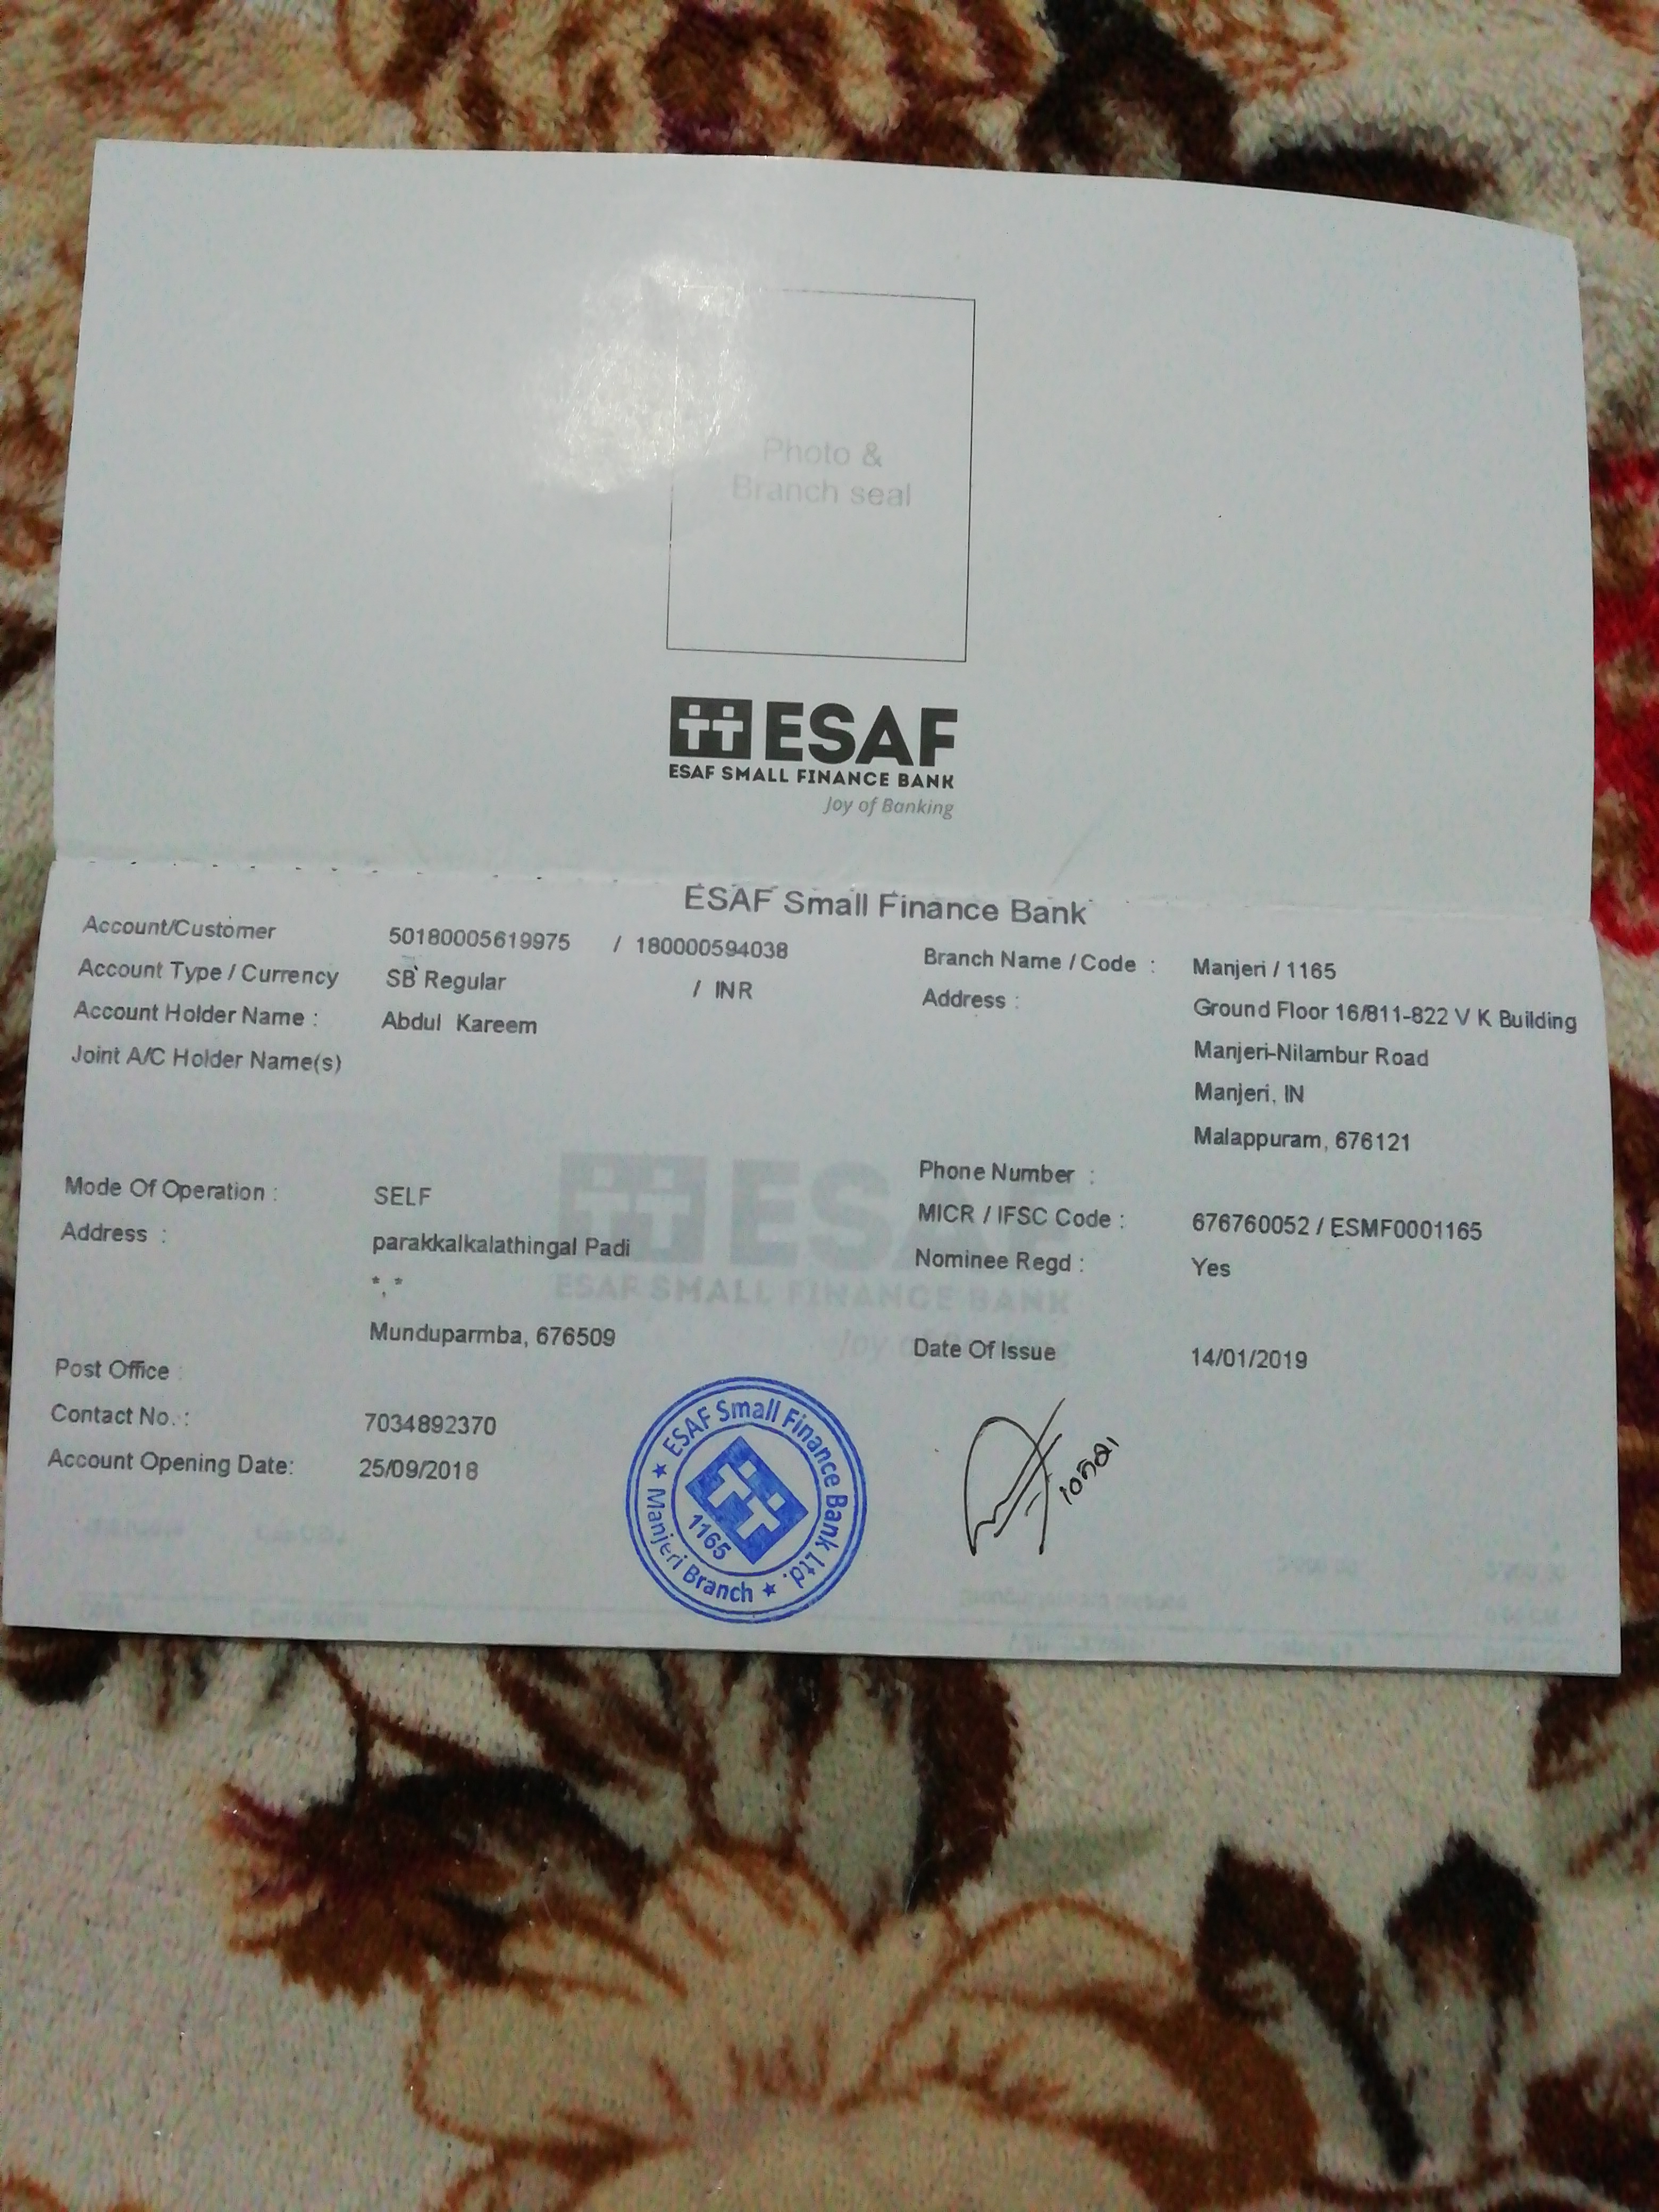 Photo &
Branch seal
ESAF
ESAF SMALL FINANCE BANK
Joy of Banking
ESAF Small Finance Bank
Account/Customer 50180005619975 / 180000594038
Account Type / Currency SB Regular / INR
Account Holder Name : Abdul Kareem
Joint A/C Holder Name(s)
Mode Of Operation : SELF
Address : parakkalkalathingal Padi
*, *
Munduparmba, 676509
Post Office :
Contact No. : 7034892370
Account Opening Date: 25/09/2018
Branch Name / Code : Manjeri / 1165
Address : Ground Floor 16/811-822 V K Building
Manjeri-Nilambur Road
Manjeri, IN
Malappuram, 676121
Phone Number :
MICR / IFSC Code : 676760052 / ESMF0001165
Nominee Regd : Yes
Date Of Issue 14/01/2019
ESAF
ESAF SMALL FINANCE BANK
ESAF Small Finance Bank Ltd.
1165
Manjeri Branch